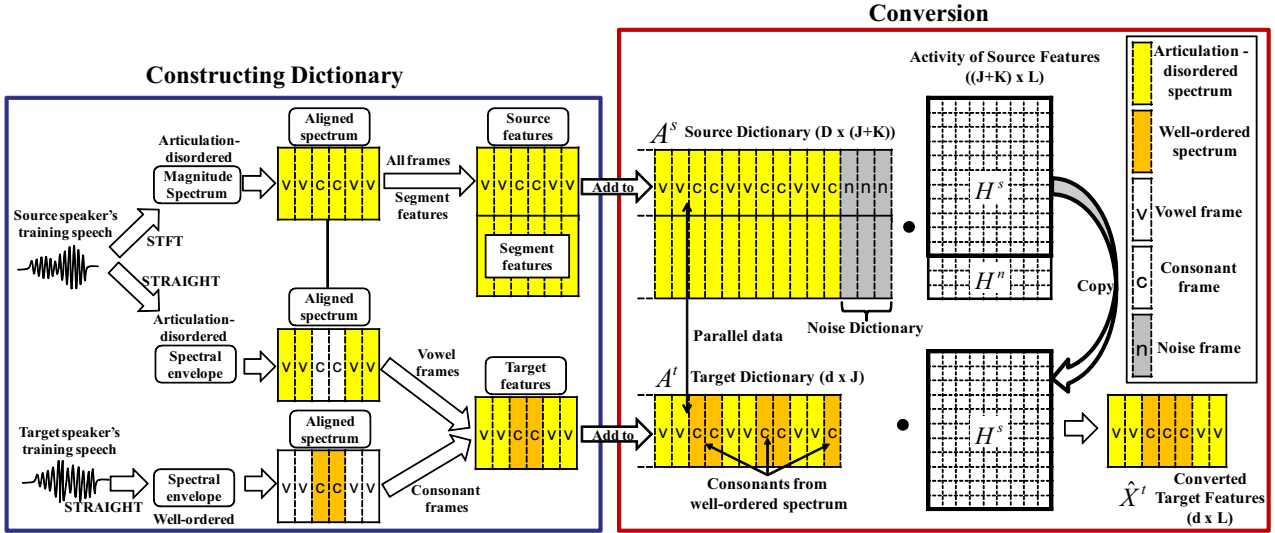 Constructing Dictionary
Conversion
Source speaker's
training speech
STFT
STRAIGHT
Articulation-
disordered
Magnitude
Spectrum
Aligned
spectrum
v v c c v v
All frames
Segment
features
Source
features
v v c c v v
Segment
features
Add to
Articulation-
disordered
Spectral
envelope
Aligned
spectrum
v v c c v v
Vowel
frames
Target
features
v v c c v v
Add to
Target speaker's
training speech
STRAIGHT
Spectral
envelope
Well-ordered
Aligned
spectrum
v v c c v v
Consonant
frames
A^s Source Dictionary (D x (J+K))
v v c c v v c c v v c n n n
Noise Dictionary
Parallel data
A^t Target Dictionary (d x J)
v v c c v v c c v v c
Consonants from
well-ordered spectrum
Activity of Source Features
((J+K) x L)
H^s
H^n
Copy
H^s
v v c c c v v
X̂^t
Converted
Target Features
(d x L)
Articulation -
disordered
spectrum
Well-ordered
spectrum
v
Vowel frame
c
Consonant
frame
n
Noise frame